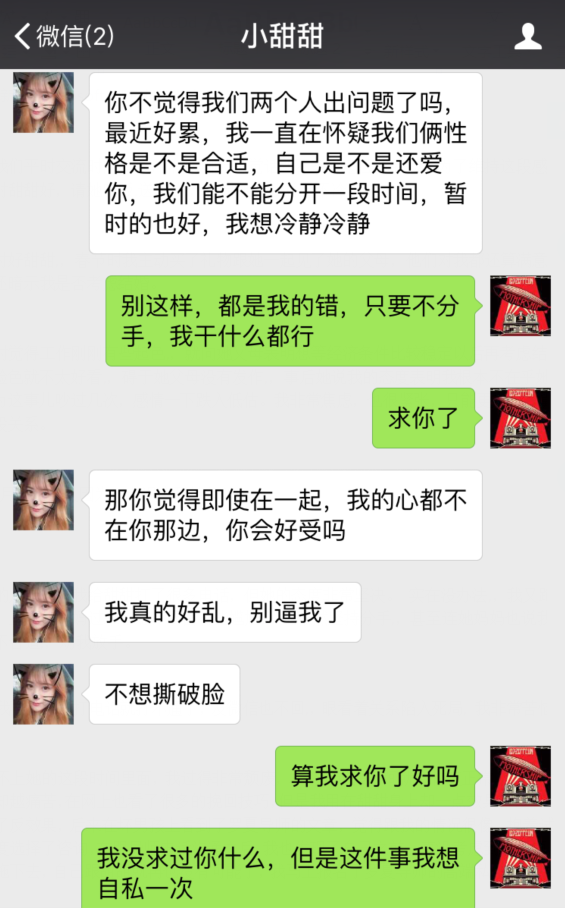 微信(2)
小甜甜
你不觉得我们两个人出问题了吗，
最近好累，我一直在怀疑我们俩性
格是不是合适，自己是不是还爱
你，我们能不能分开一段时间，暂
时的也好，我想冷静冷静
别这样，都是我的错，只要不分
手，我干什么都行
求你了
那你觉得即使在一起，我的心都不
在你那边，你会好受吗
我真的好乱，别逼我了
不想撕破脸
算我求你了好吗
我没求过你什么，但是这件事我想
自私一次